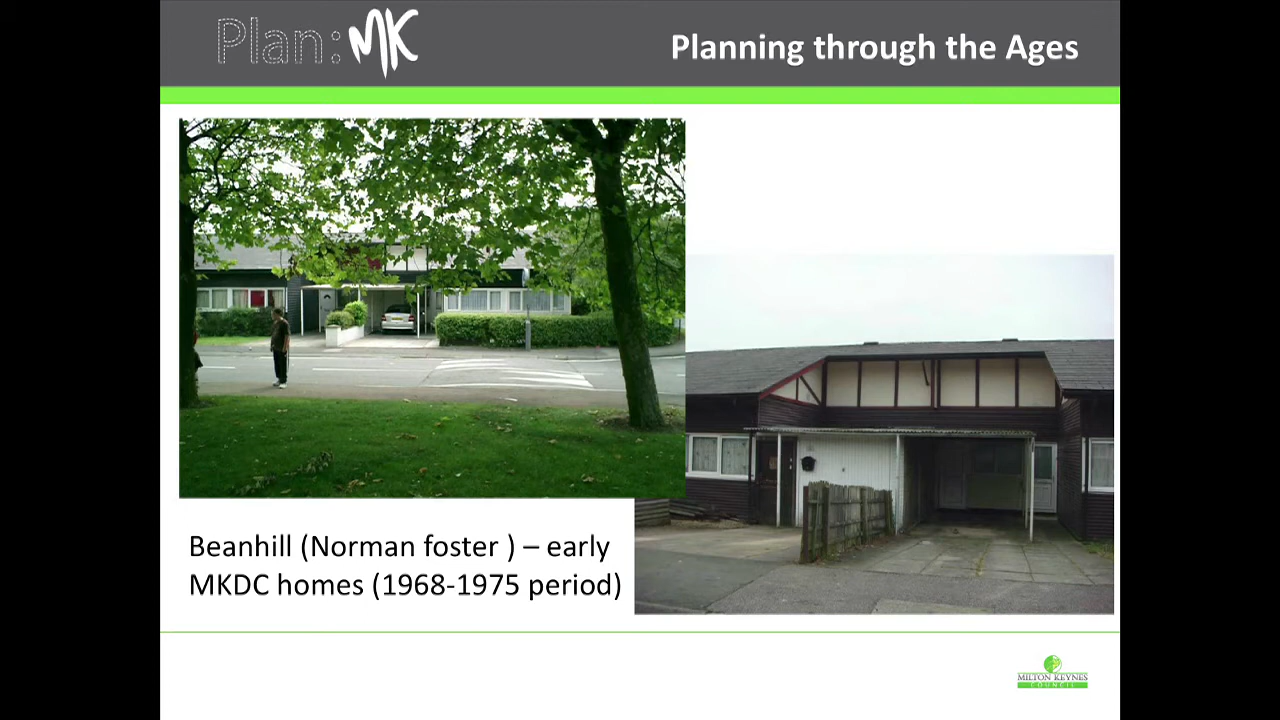 Plan:MK
Planning through the Ages
Beanhill (Norman foster ) – early
MKDC homes (1968-1975 period)
MILTON KEYNES
COUNCIL